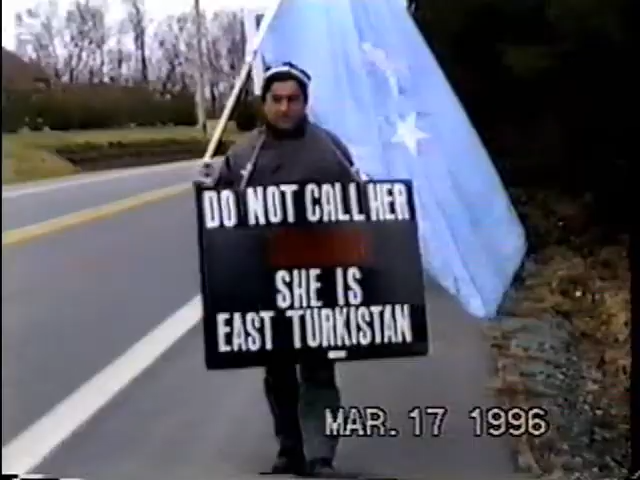 DO NOT CALL HER
SHE IS
EAST TURKISTAN
MAR. 17 1996